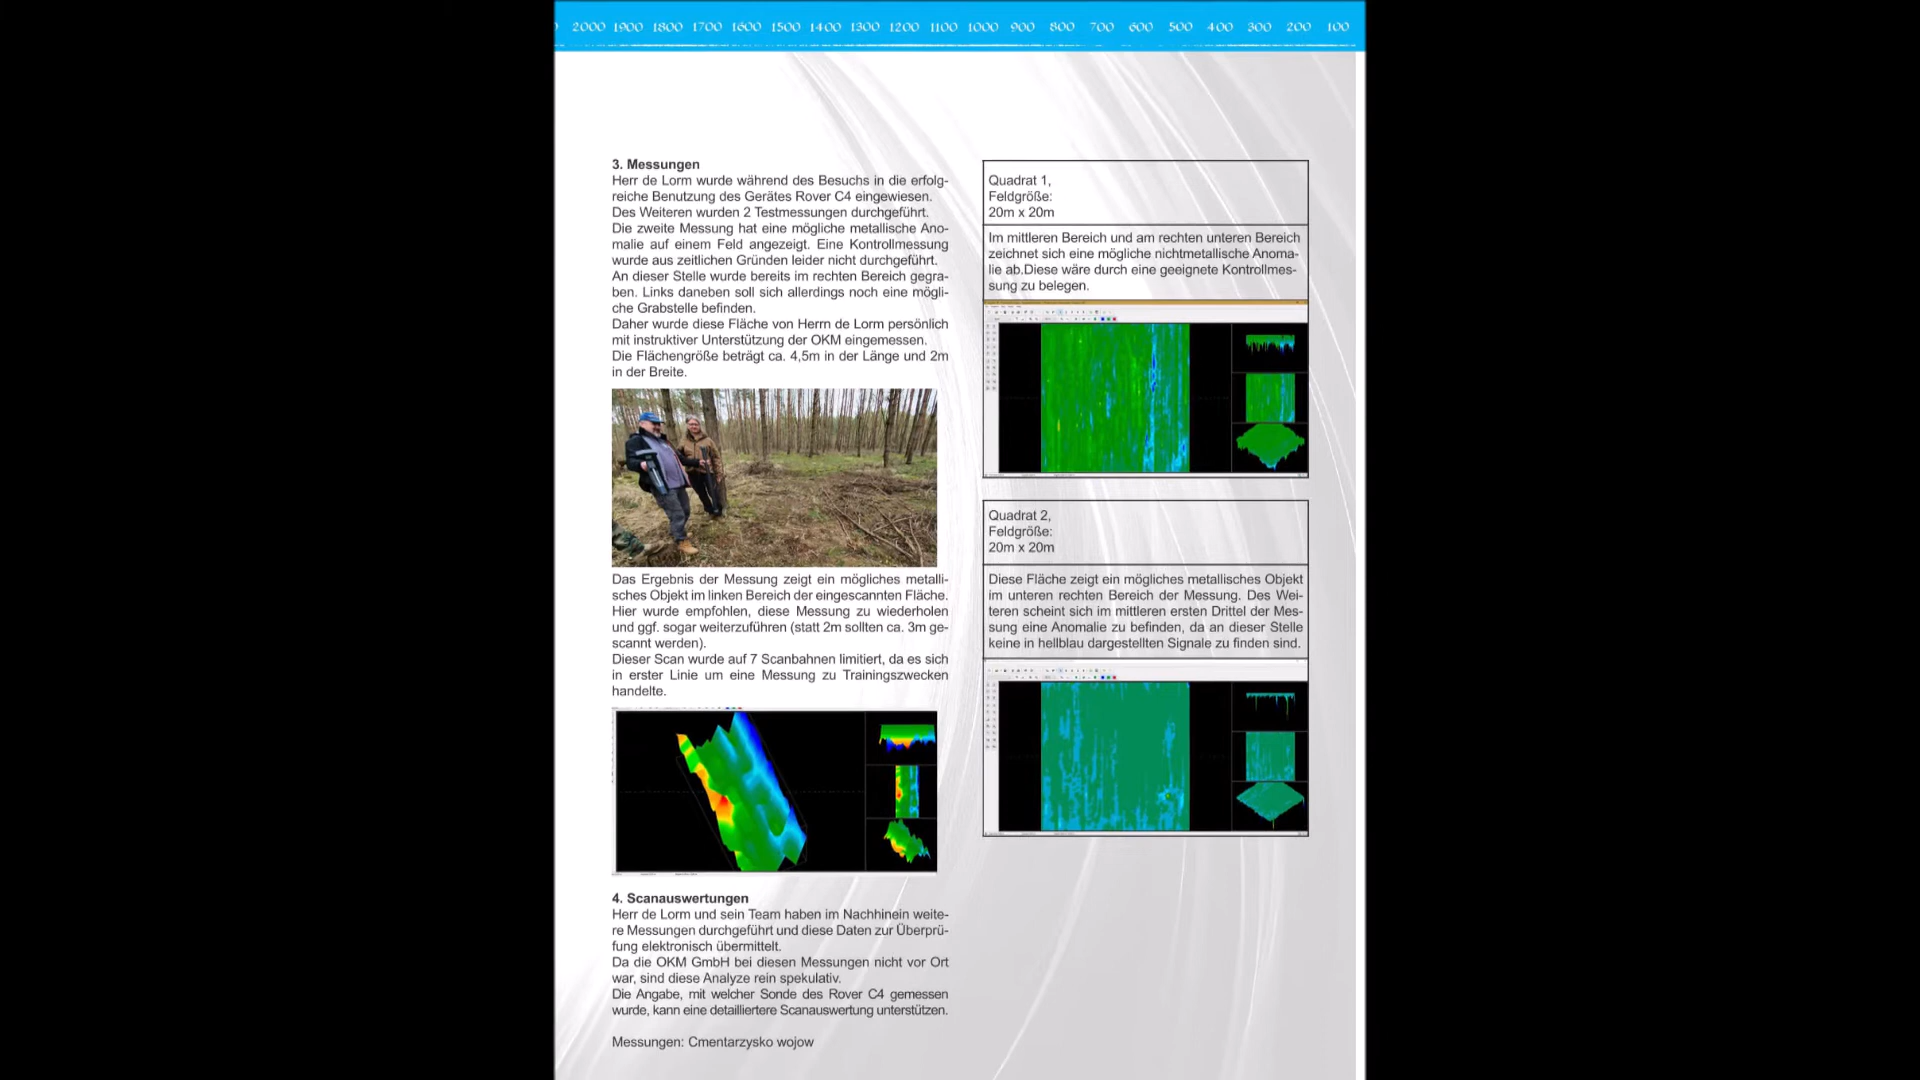 2000 1900 1800 1700 1600 1500 1400 1300 1200 1100 1000 900 800 700 600 500 400 300 200 100
3. Messungen
Herr de Lorm wurde während des Besuchs in die erfolg-
reiche Benutzung des Gerätes Rover C4 eingewiesen.
Des Weiteren wurden 2 Testmessungen durchgeführt.
Die zweite Messung hat eine mögliche metallische Ano-
malie auf einem Feld angezeigt. Eine Kontrollmessung
wurde aus zeitlichen Gründen leider nicht durchgeführt.
An dieser Stelle wurde bereits im rechten Bereich gegra-
ben. Links daneben soll sich allerdings noch eine mögli-
che Grabstelle befinden.
Daher wurde diese Fläche von Herrn de Lorm persönlich
mit instruktiver Unterstützung der OKM eingemessen.
Die Flächengröße beträgt ca. 4,5m in der Länge und 2m
in der Breite.
Das Ergebnis der Messung zeigt ein mögliches metalli-
sches Objekt im linken Bereich der eingescannten Fläche.
Hier wurde empfohlen, diese Messung zu wiederholen
und ggf. sogar weiterzuführen (statt 2m sollten ca. 3m ge-
scannt werden).
Dieser Scan wurde auf 7 Scanbahnen limitiert, da es sich
in erster Linie um eine Messung zu Trainingszwecken
handelte.
4. Scanauswertungen
Herr de Lorm und sein Team haben im Nachhinein weite-
re Messungen durchgeführt und diese Daten zur Überprü-
fung elektronisch übermittelt.
Da die OKM GmbH bei diesen Messungen nicht vor Ort
war, sind diese Analyze rein spekulativ.
Die Angabe, mit welcher Sonde des Rover C4 gemessen
wurde, kann eine detailliertere Scanauswertung unterstützen.
Messungen: Cmentarzysko wojow
Quadrat 1,
Feldgröße:
20m x 20m
Im mittleren Bereich und am rechten unteren Bereich
zeichnet sich eine mögliche nichtmetallische Anoma-
lie ab.Diese wäre durch eine geeignete Kontrollmes-
sung zu belegen.
Quadrat 2,
Feldgröße:
20m x 20m
Diese Fläche zeigt ein mögliches metallisches Objekt
im unteren rechten Bereich der Messung. Des Wei-
teren scheint sich im mittleren ersten Drittel der Mes-
sung eine Anomalie zu befinden, da an dieser Stelle
keine in hellblau dargestellten Signale zu finden sind.